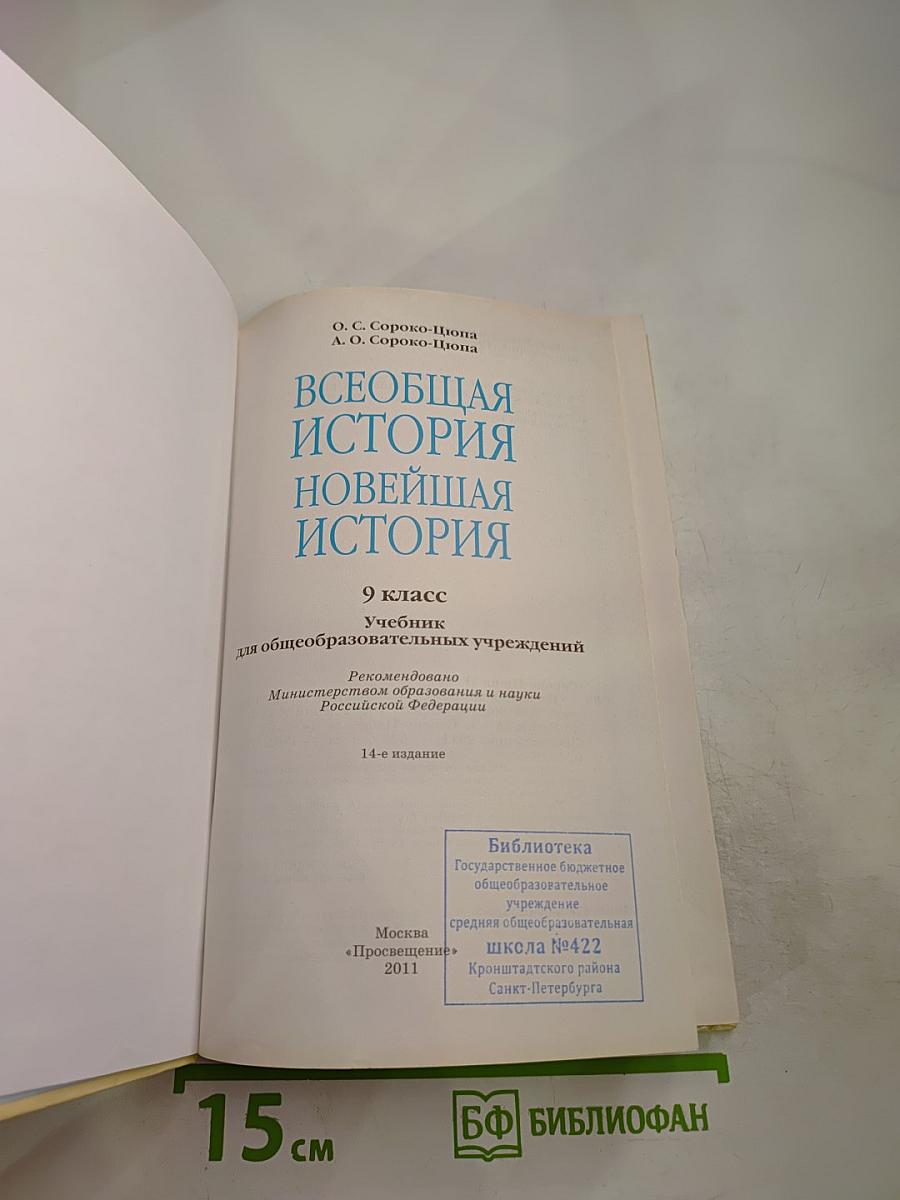 О. С. Сороко-Цюпа
А. О. Сороко-Цюпа
ВСЕОБЩАЯ
ИСТОРИЯ
НОВЕЙШАЯ
ИСТОРИЯ
9 класс
Учебник
для общеобразовательных учреждений
Рекомендовано
Министерством образования и науки
Российской Федерации
14-е издание
Москва
«Просвещение»
2011
Библиотека
Государственное бюджетное
общеобразовательное
учреждение
средняя общеобразовательная
школа №422
Кронштадтского района
Санкт-Петербурга
15 см
БФ БИБЛИОФАН